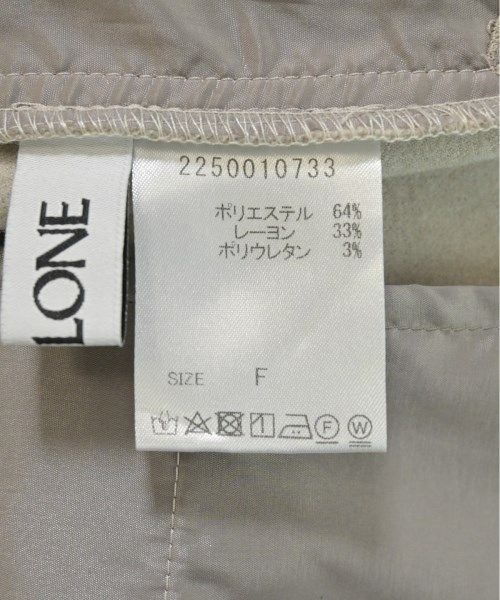 LONE
2250010733
ポリエステル 64%
レーヨン 33%
ポリウレタン 3%
SIZE F
F W